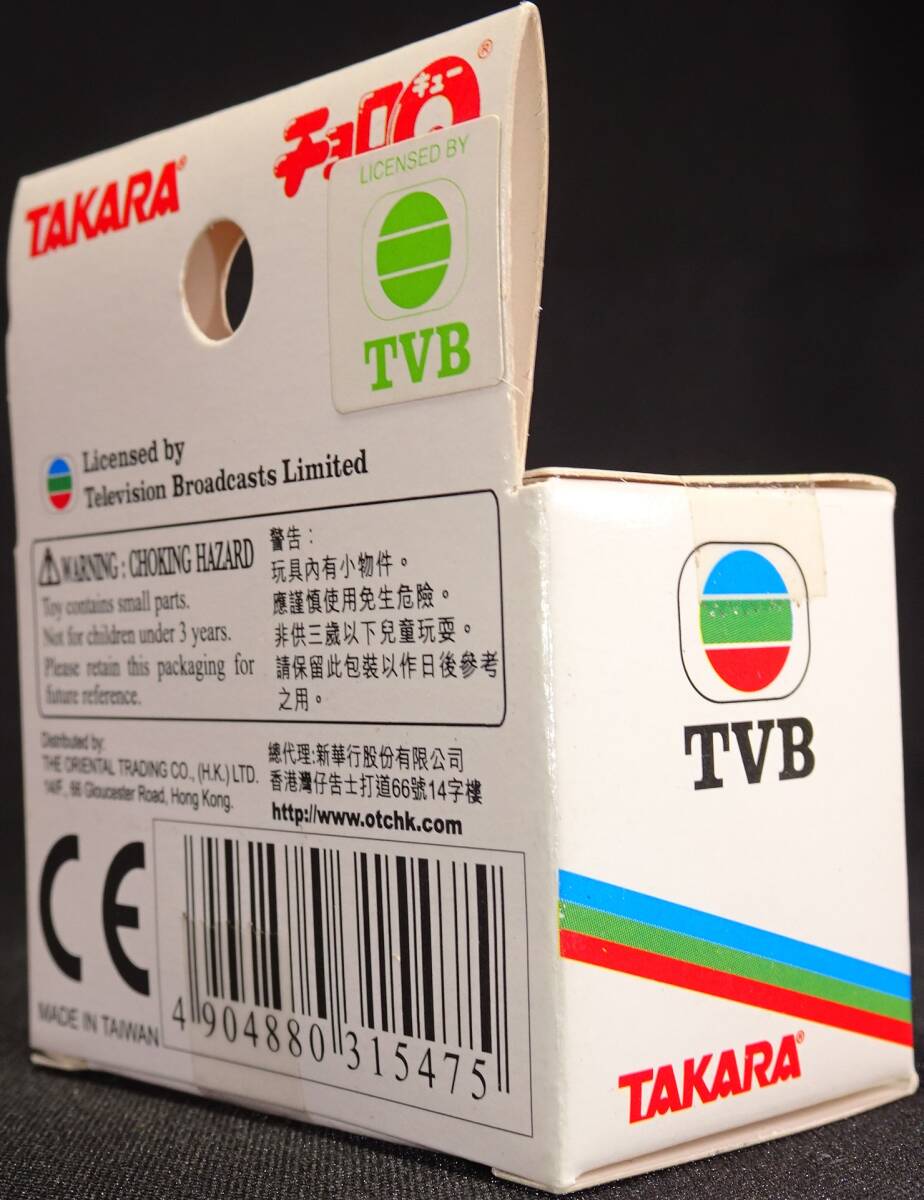 TAKARA®
チョロQ®
キュー
LICENSED BY
TVB
Licensed by
Television Broadcasts Limited
WARNING : CHOKING HAZARD
Toy contains small parts.
Not for children under 3 years.
Please retain this packaging for
future reference.
警告：
玩具內有小物件。
應謹慎使用免生危險。
非供三歲以下兒童玩耍。
請保留此包裝以作日後參考
之用。
Distributed by:
THE ORIENTAL TRADING CO., (H.K.) LTD.
14/F., 66 Gloucester Road, Hong Kong.
總代理:新華行股份有限公司
香港灣仔告士打道66號14字樓
http://www.otchk.com
CE
MADE IN TAIWAN
4 904880 315475
TVB
TAKARA®